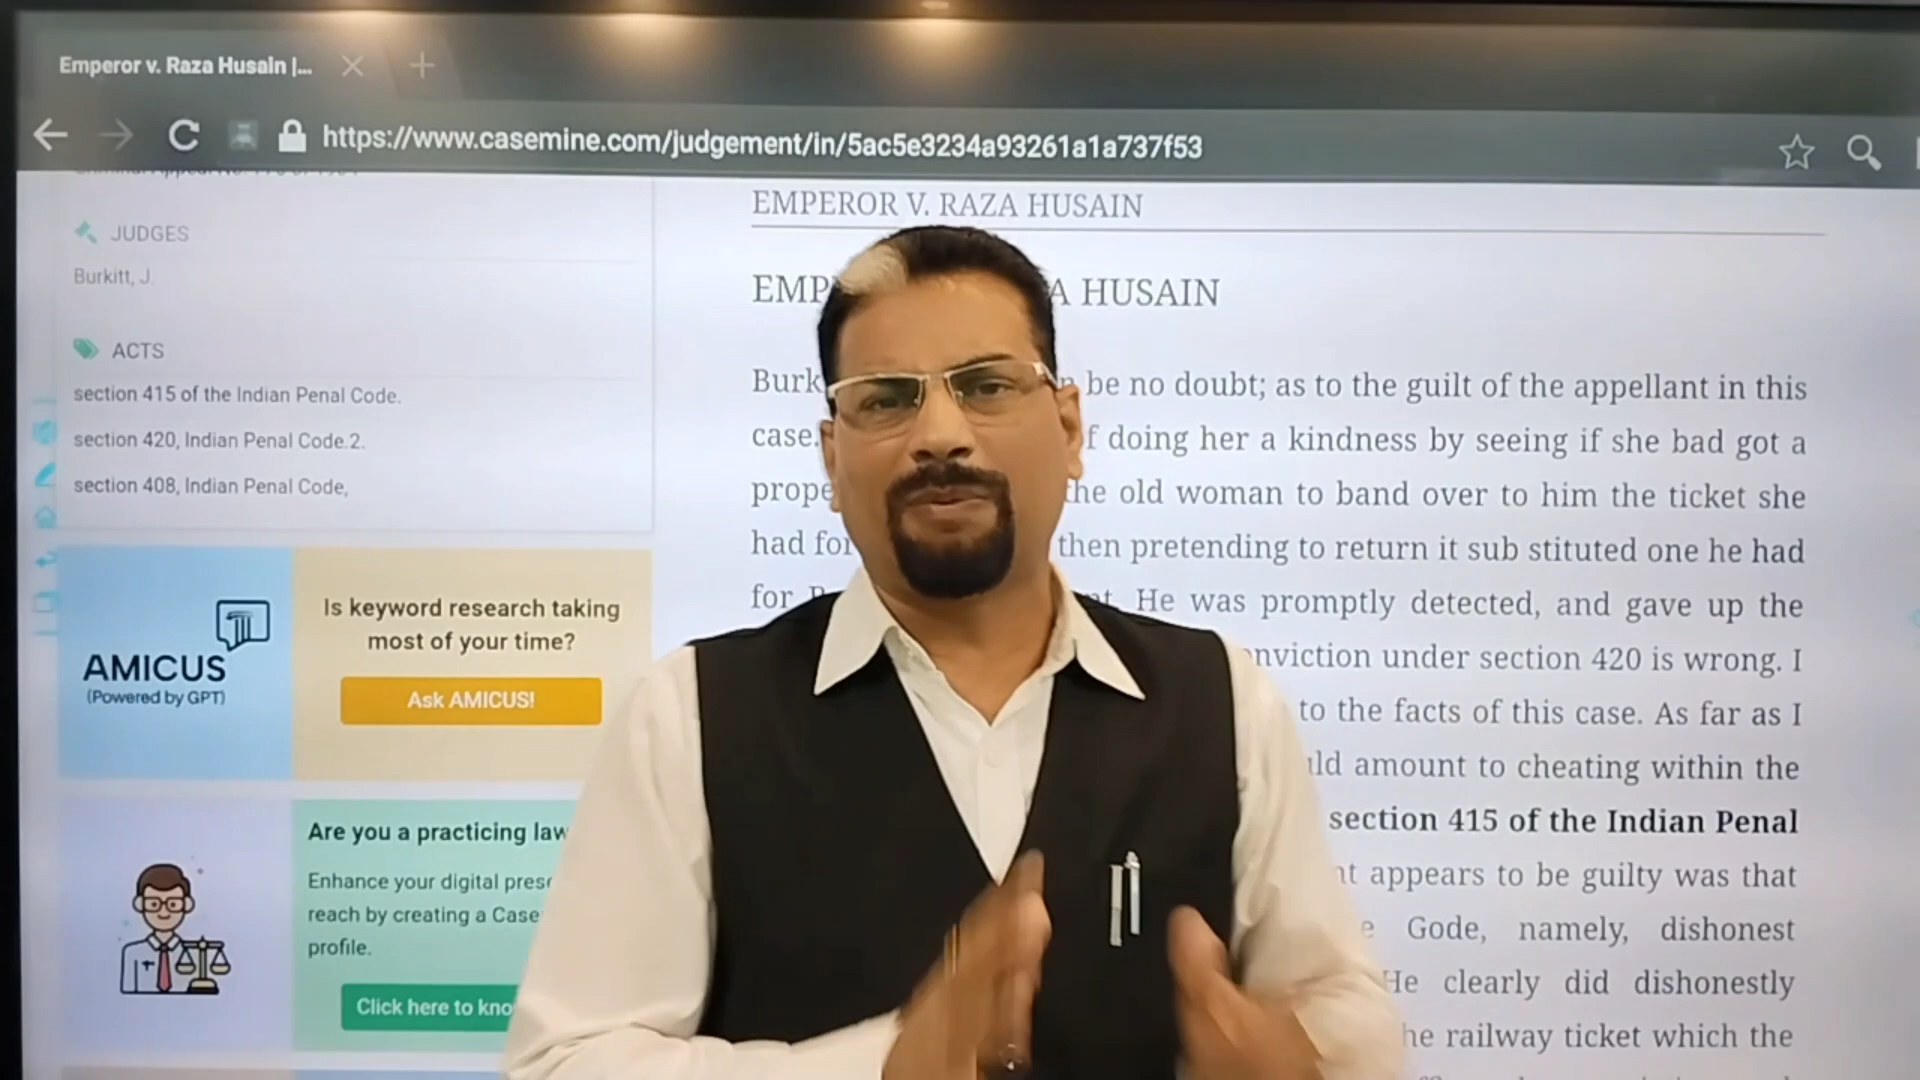 Emperor v. Raza Husain |...
https://www.casemine.com/judgement/in/5ac5e3234a93261a1a737f53
JUDGES
Burkitt, J.
ACTS
section 415 of the Indian Penal Code.
section 420, Indian Penal Code.2.
section 408, Indian Penal Code,
AMICUS
(Powered by GPT)
Is keyword research taking
most of your time?
Ask AMICUS!
Are you a practicing law
Enhance your digital prese
reach by creating a Case
profile.
Click here to kno
EMPEROR V. RAZA HUSAIN
EMP A HUSAIN
Burk be no doubt; as to the guilt of the appellant in this
case. f doing her a kindness by seeing if she bad got a
prope the old woman to band over to him the ticket she
had for then pretending to return it sub stituted one he had
for He was promptly detected, and gave up the
nviction under section 420 is wrong. I
to the facts of this case. As far as I
uld amount to cheating within the
section 415 of the Indian Penal
nt appears to be guilty was that
e Gode, namely, dishonest
He clearly did dishonestly
he railway ticket which the